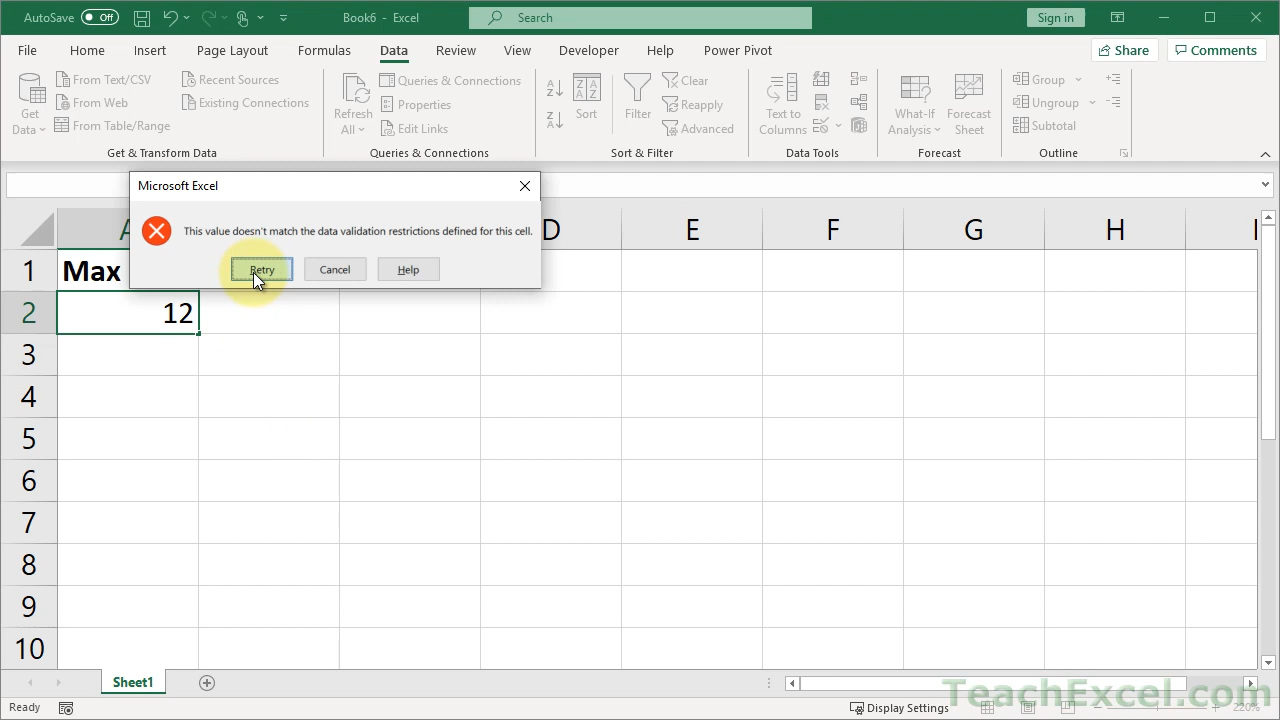 AutoSave Off Book6 - Excel Search Sign in
File Home Insert Page Layout Formulas Data Review View Developer Help Power Pivot Share Comments
Get Data
From Text/CSV
From Web
From Table/Range
Recent Sources
Existing Connections
Get & Transform Data
Refresh All
Queries & Connections
Properties
Edit Links
Queries & Connections
Sort
Filter
Clear
Reapply
Advanced
Sort & Filter
Text to Columns
Data Tools
What-If Analysis
Forecast Sheet
Forecast
Group
Ungroup
Subtotal
Outline
Microsoft Excel
This value doesn't match the data validation restrictions defined for this cell.
Retry Cancel Help
A D E F G H I
1 Max
2 12
3
4
5
6
7
8
9
10
Sheet1
TeachExcel.com
Ready Display Settings 220%